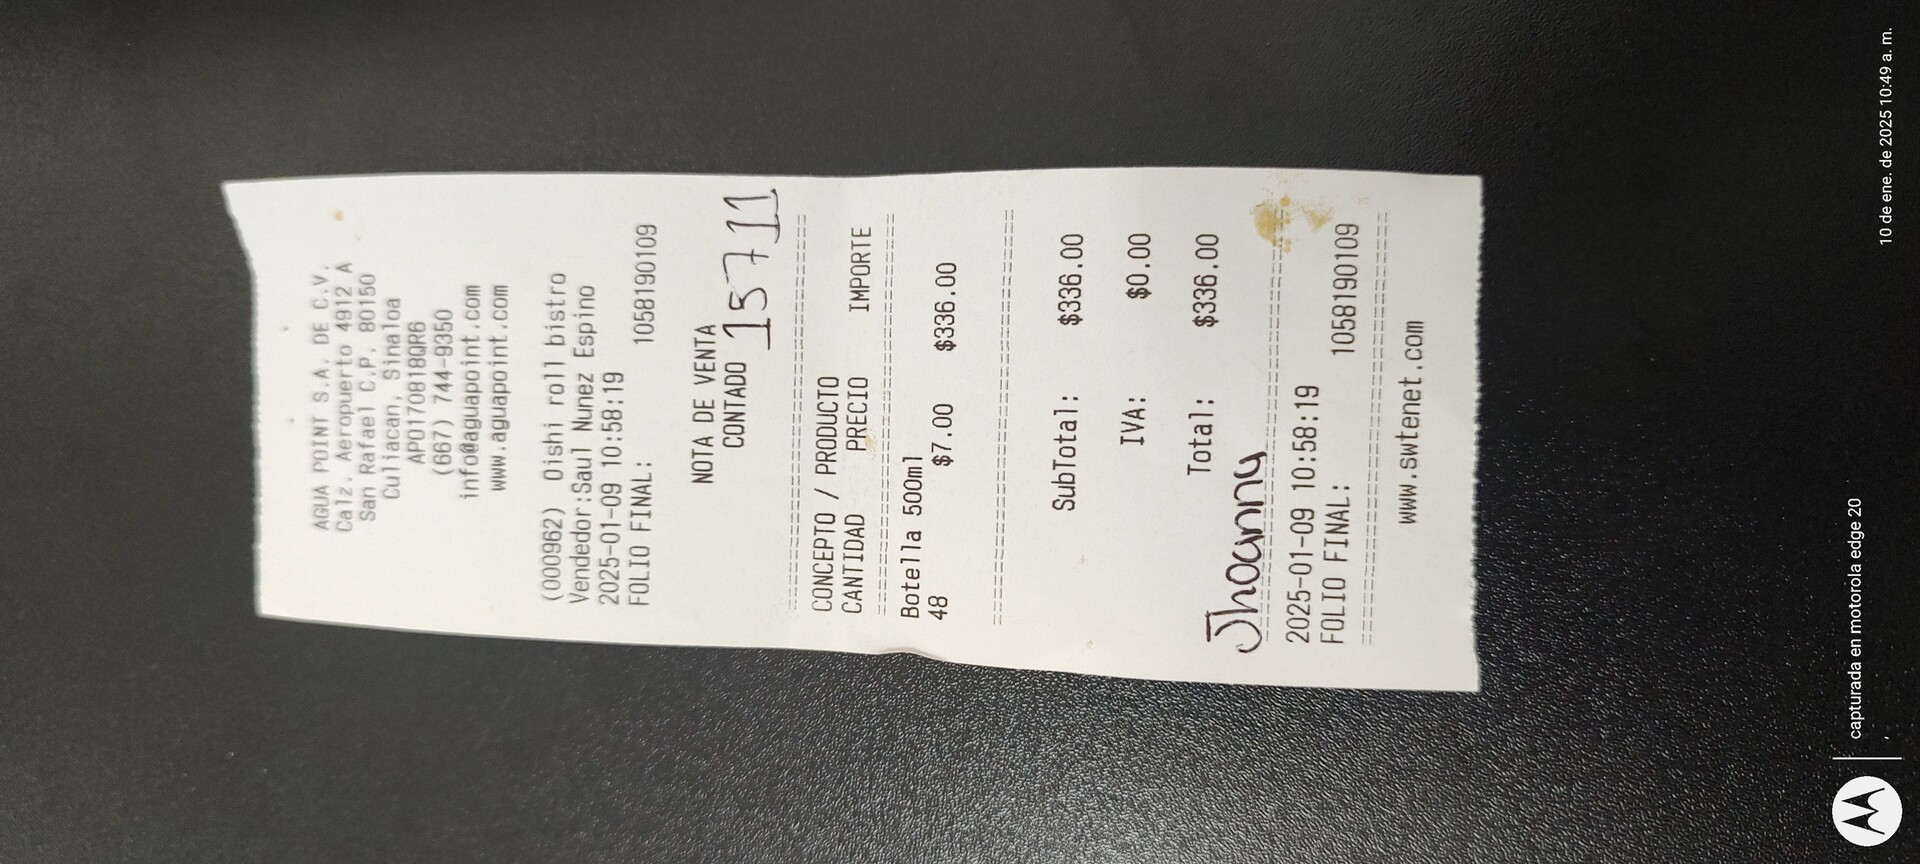 AGUA POINT S.A. DE C.V.
Calz. Aeropuerto 4912 A
San Rafael C.P. 80150
Culiacan, Sinaloa
APO170818QR6
(667) 744-9350
info@aguapoint.com
www.aguapoint.com
(000962) Oishi roll bistro
Vendedor:Saul Nunez Espino
2025-01-09 10:58:19
FOLIO FINAL: 1058190109
NOTA DE VENTA
CONTADO 15711
CONCEPTO / PRODUCTO
CANTIDAD PRECIO IMPORTE
Botella 500ml
48 $7.00 $336.00
SubTotal: $336.00
IVA: $0.00
Total: $336.00
Jhoanny
2025-01-09 10:58:19
FOLIO FINAL: 1058190109
www.swtenet.com
capturada en motorola edge 20
10 de ene. de 2025 10:49 a. m.